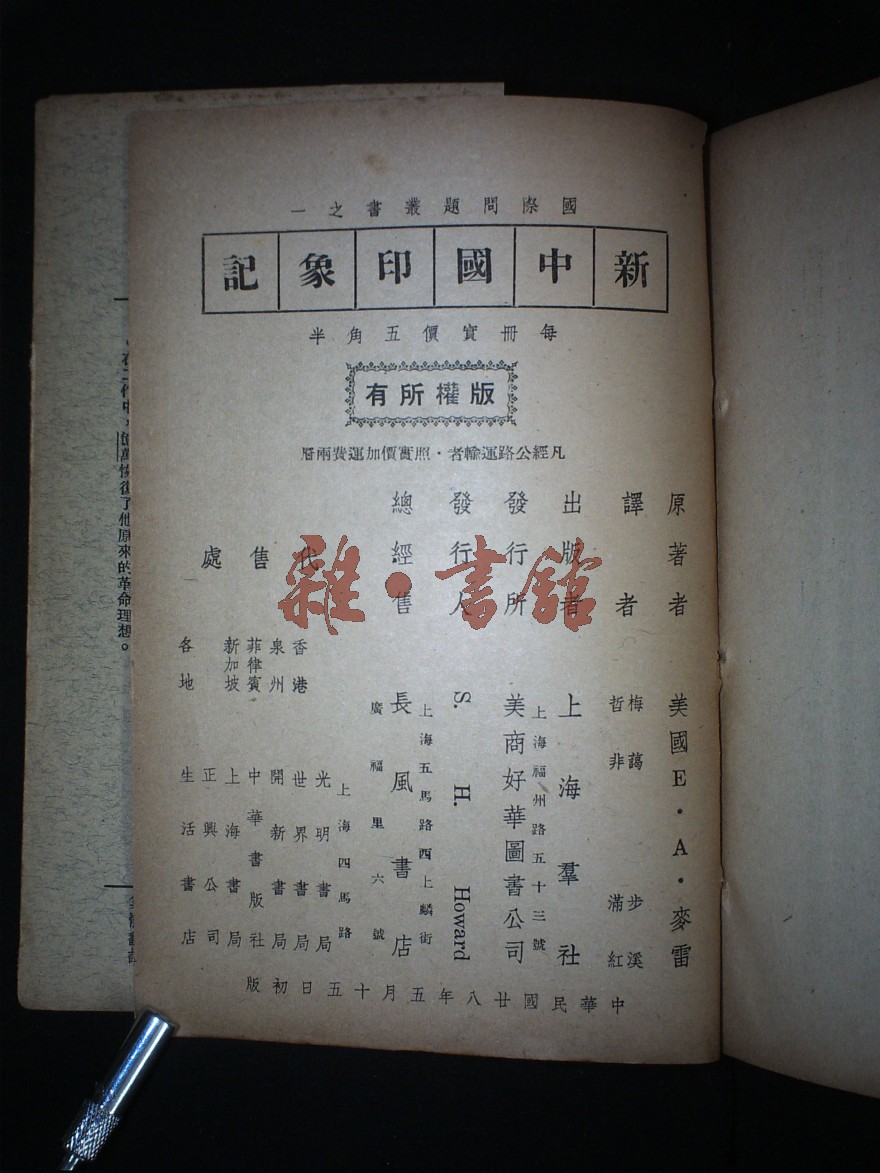 國際問題叢書之一
新中國印象記
每冊實價五角半
版權所有
凡經公路運輸者·照實價加運費兩厝
原著者 美國E·A·麥雷
譯者 梅藹 步溪
哲非 滿紅
出版者 上海羣社
上海福州路五十三號
發行所 美商好華圖書公司
發行人 S. H. Howard
上海五馬路西上麟街
總經售 長風書店
廣福里六號
代售處
上海四馬路
光明書局
香港 世界書局
泉州 開新書局
菲律賓 中華書版社
新加坡 上海書局
正興公司
各地 生活書店
中華民國廿八年五月十五日初版
雜·書舘
他原來的革命理想。